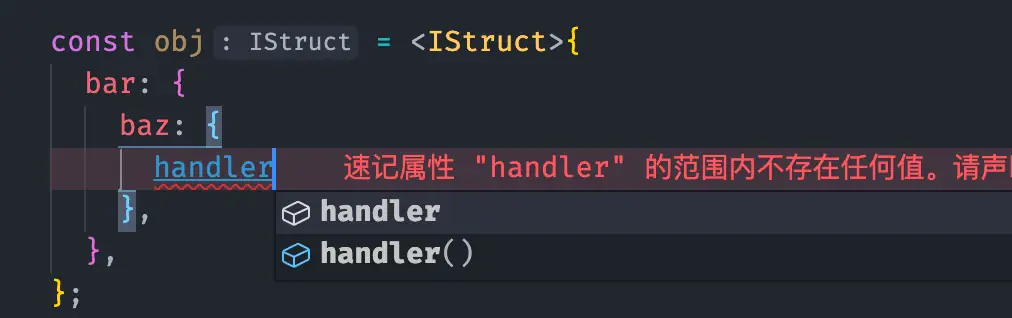 const obj : IStruct = <IStruct>{
bar: {
baz: {
handler 速记属性 "handler" 的范围内不存在任何值。请声
handler
},
handler()
},
};